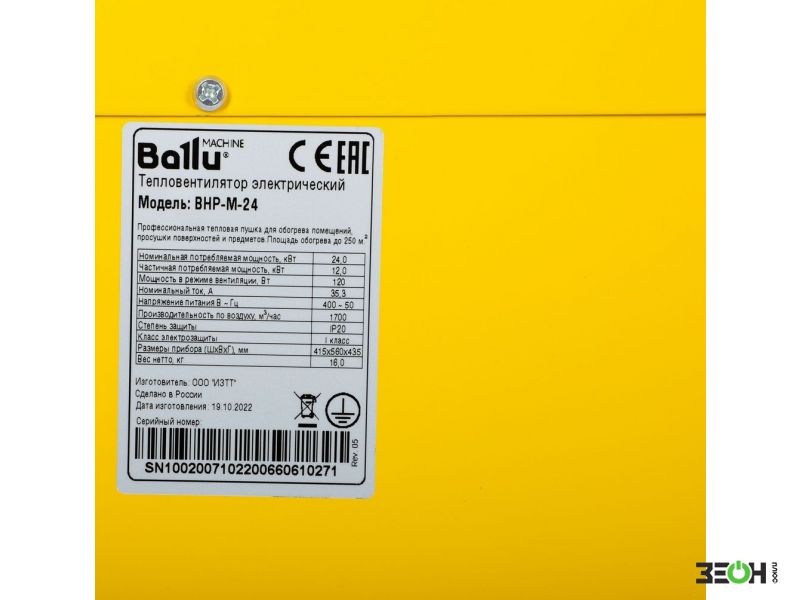 Ballu MACHINE ® CE EAC
Тепловентилятор электрический
Модель: BHP-M-24
Профессиональная тепловая пушка для обогрева помещений,
просушки поверхностей и предметов.Площадь обогрева до 250 м.²
Номинальная потребляемая мощность, кВт 24,0
Частичная потребляемая мощность, кВт 12,0
Мощность в режиме вентиляции, Вт 120
Номинальный ток, А 35,3
Напряжение питания В ~ Гц 400 ~ 50
Производительность по воздуху, м³/час 1700
Степень защиты IP20
Класс электрозащиты I класс
Размеры прибора (ШхВхГ), мм 415x560x435
Вес нетто, кг 16,0
Изготовитель: ООО "ИЗТТ"
Сделано в России
Дата изготовления: 19.10.2022
Серийный номер:
Rev. 05
SN1002007102200660610271
ЗЕОН